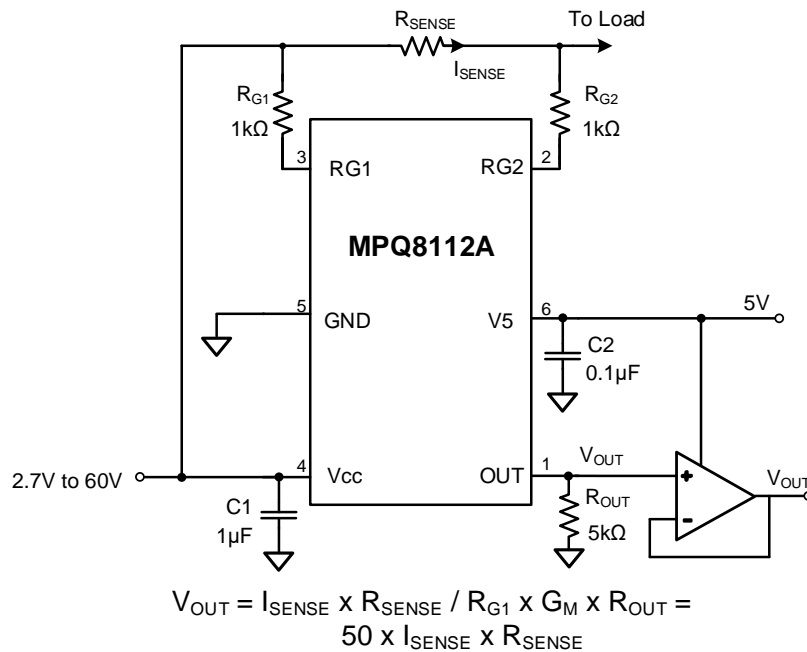 RSENSE
To Load
ISENSE
RG1
1kΩ
RG2
1kΩ
3
2
RG1
RG2
MPQ8112A
5
6
5V
GND
V5
C2
0.1µF
4
1
VOUT
2.7V to 60V
Vcc
OUT
VOUT
C1
1µF
ROUT
5kΩ
+
-
VOUT = ISENSE x RSENSE / RG1 x GM x ROUT =
50 x ISENSE x RSENSE